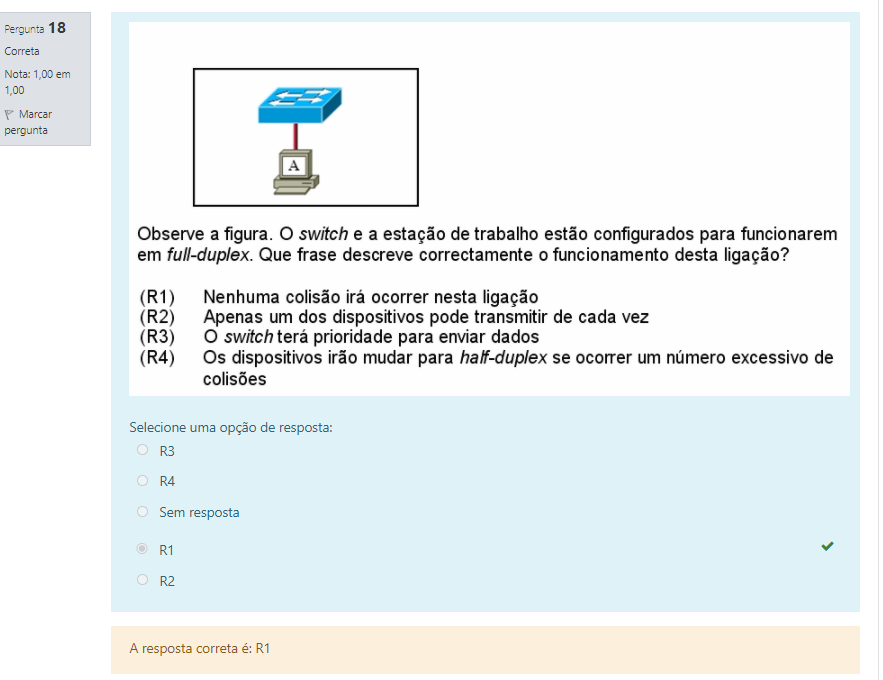 Pergunta 18
Correta
Nota: 1,00 em
1,00
Marcar
pergunta
A
Observe a figura. O switch e a estação de trabalho estão configurados para funcionarem
em full-duplex. Que frase descreve correctamente o funcionamento desta ligação?
(R1) Nenhuma colisão irá ocorrer nesta ligação
(R2) Apenas um dos dispositivos pode transmitir de cada vez
(R3) O switch terá prioridade para enviar dados
(R4) Os dispositivos irão mudar para half-duplex se ocorrer um número excessivo de
colisões
Selecione uma opção de resposta:
R3
R4
Sem resposta
R1
R2
A resposta correta é: R1